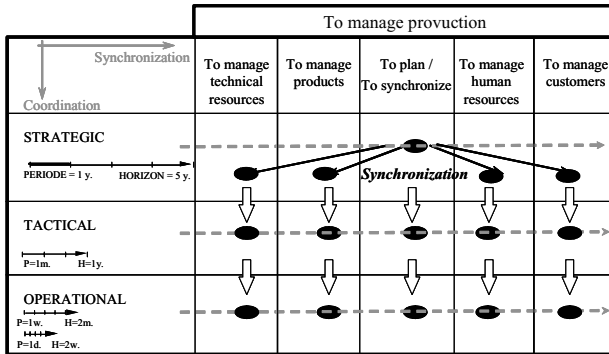 To manage provuction
Synchronization
Coordination
To manage
technical
resources
To manage
products
To plan /
To synchronize
To manage
human
resources
To manage
customers
STRATEGIC
PERIODE = 1 y.
HORIZON = 5 y.
Synchronization
TACTICAL
P=1m.
H=1y.
OPERATIONAL
P=1w.
H=2m.
P=1d.
H=2w.